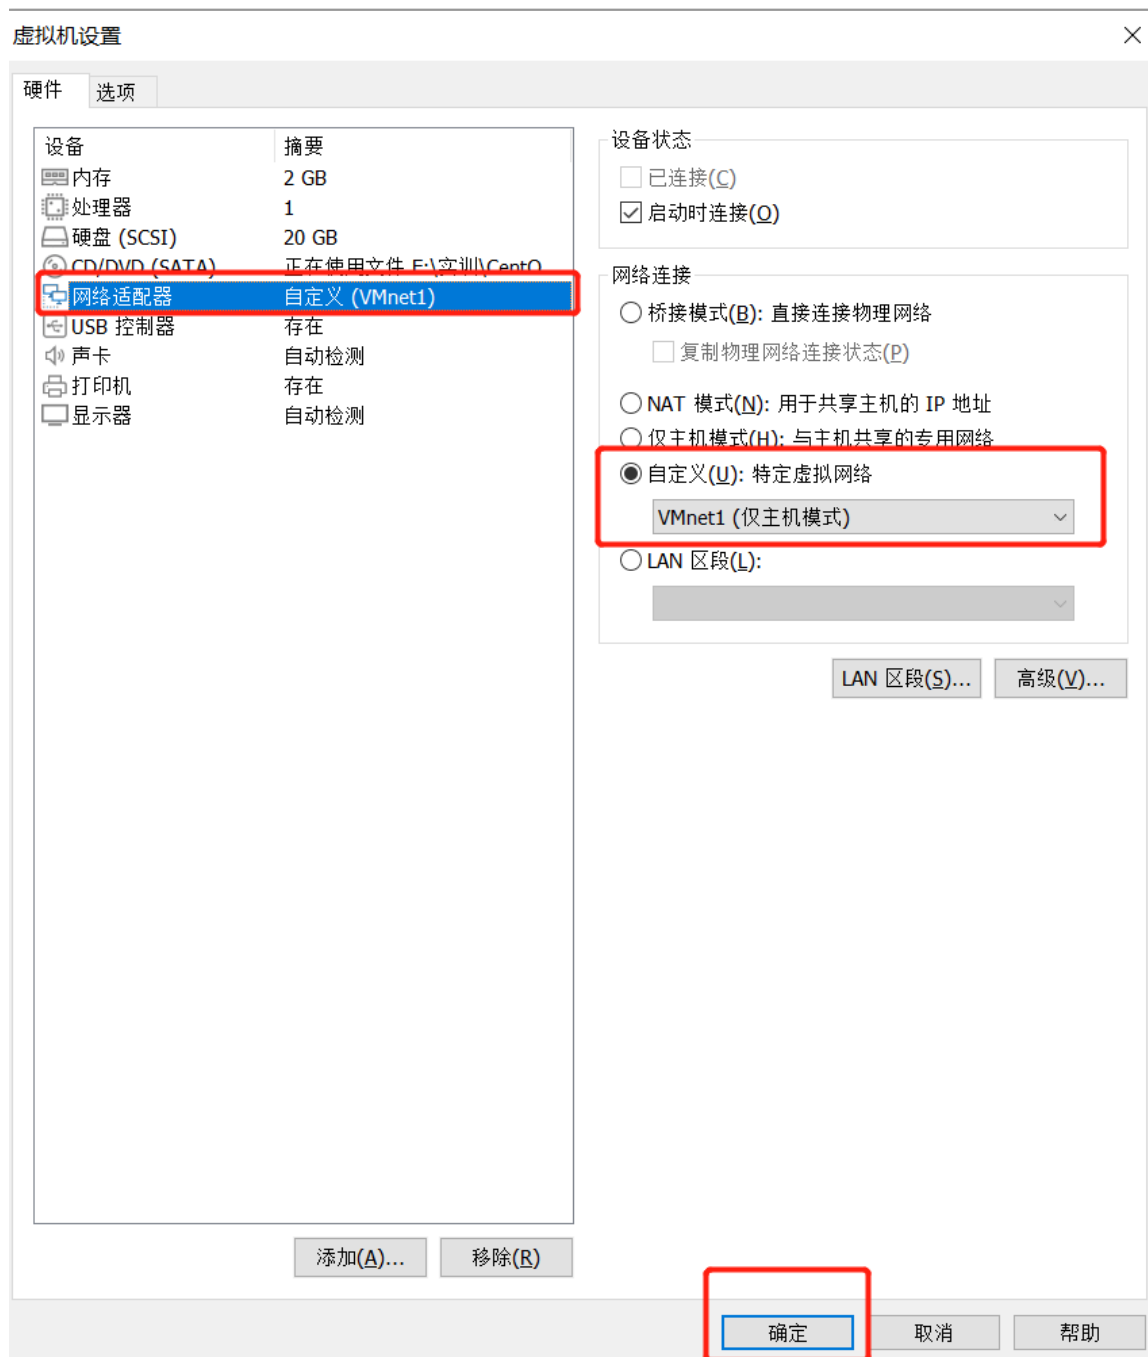 虚拟机设置
硬件
选项
设备 摘要
内存 2 GB
处理器 1
硬盘 (SCSI) 20 GB
CD/DVD (SATA) 正在使用文件 E:\实训\CentO
网络适配器 自定义 (VMnet1)
USB 控制器 存在
声卡 自动检测
打印机 存在
显示器 自动检测
添加(A)...
移除(R)
设备状态
已连接(C)
启动时连接(O)
网络连接
桥接模式(B): 直接连接物理网络
复制物理网络连接状态(P)
NAT 模式(N): 用于共享主机的 IP 地址
仅主机模式(H): 与主机共享的专用网络
自定义(U): 特定虚拟网络
VMnet1 (仅主机模式)
LAN 区段(L):
LAN 区段(S)...
高级(V)...
确定
取消
帮助